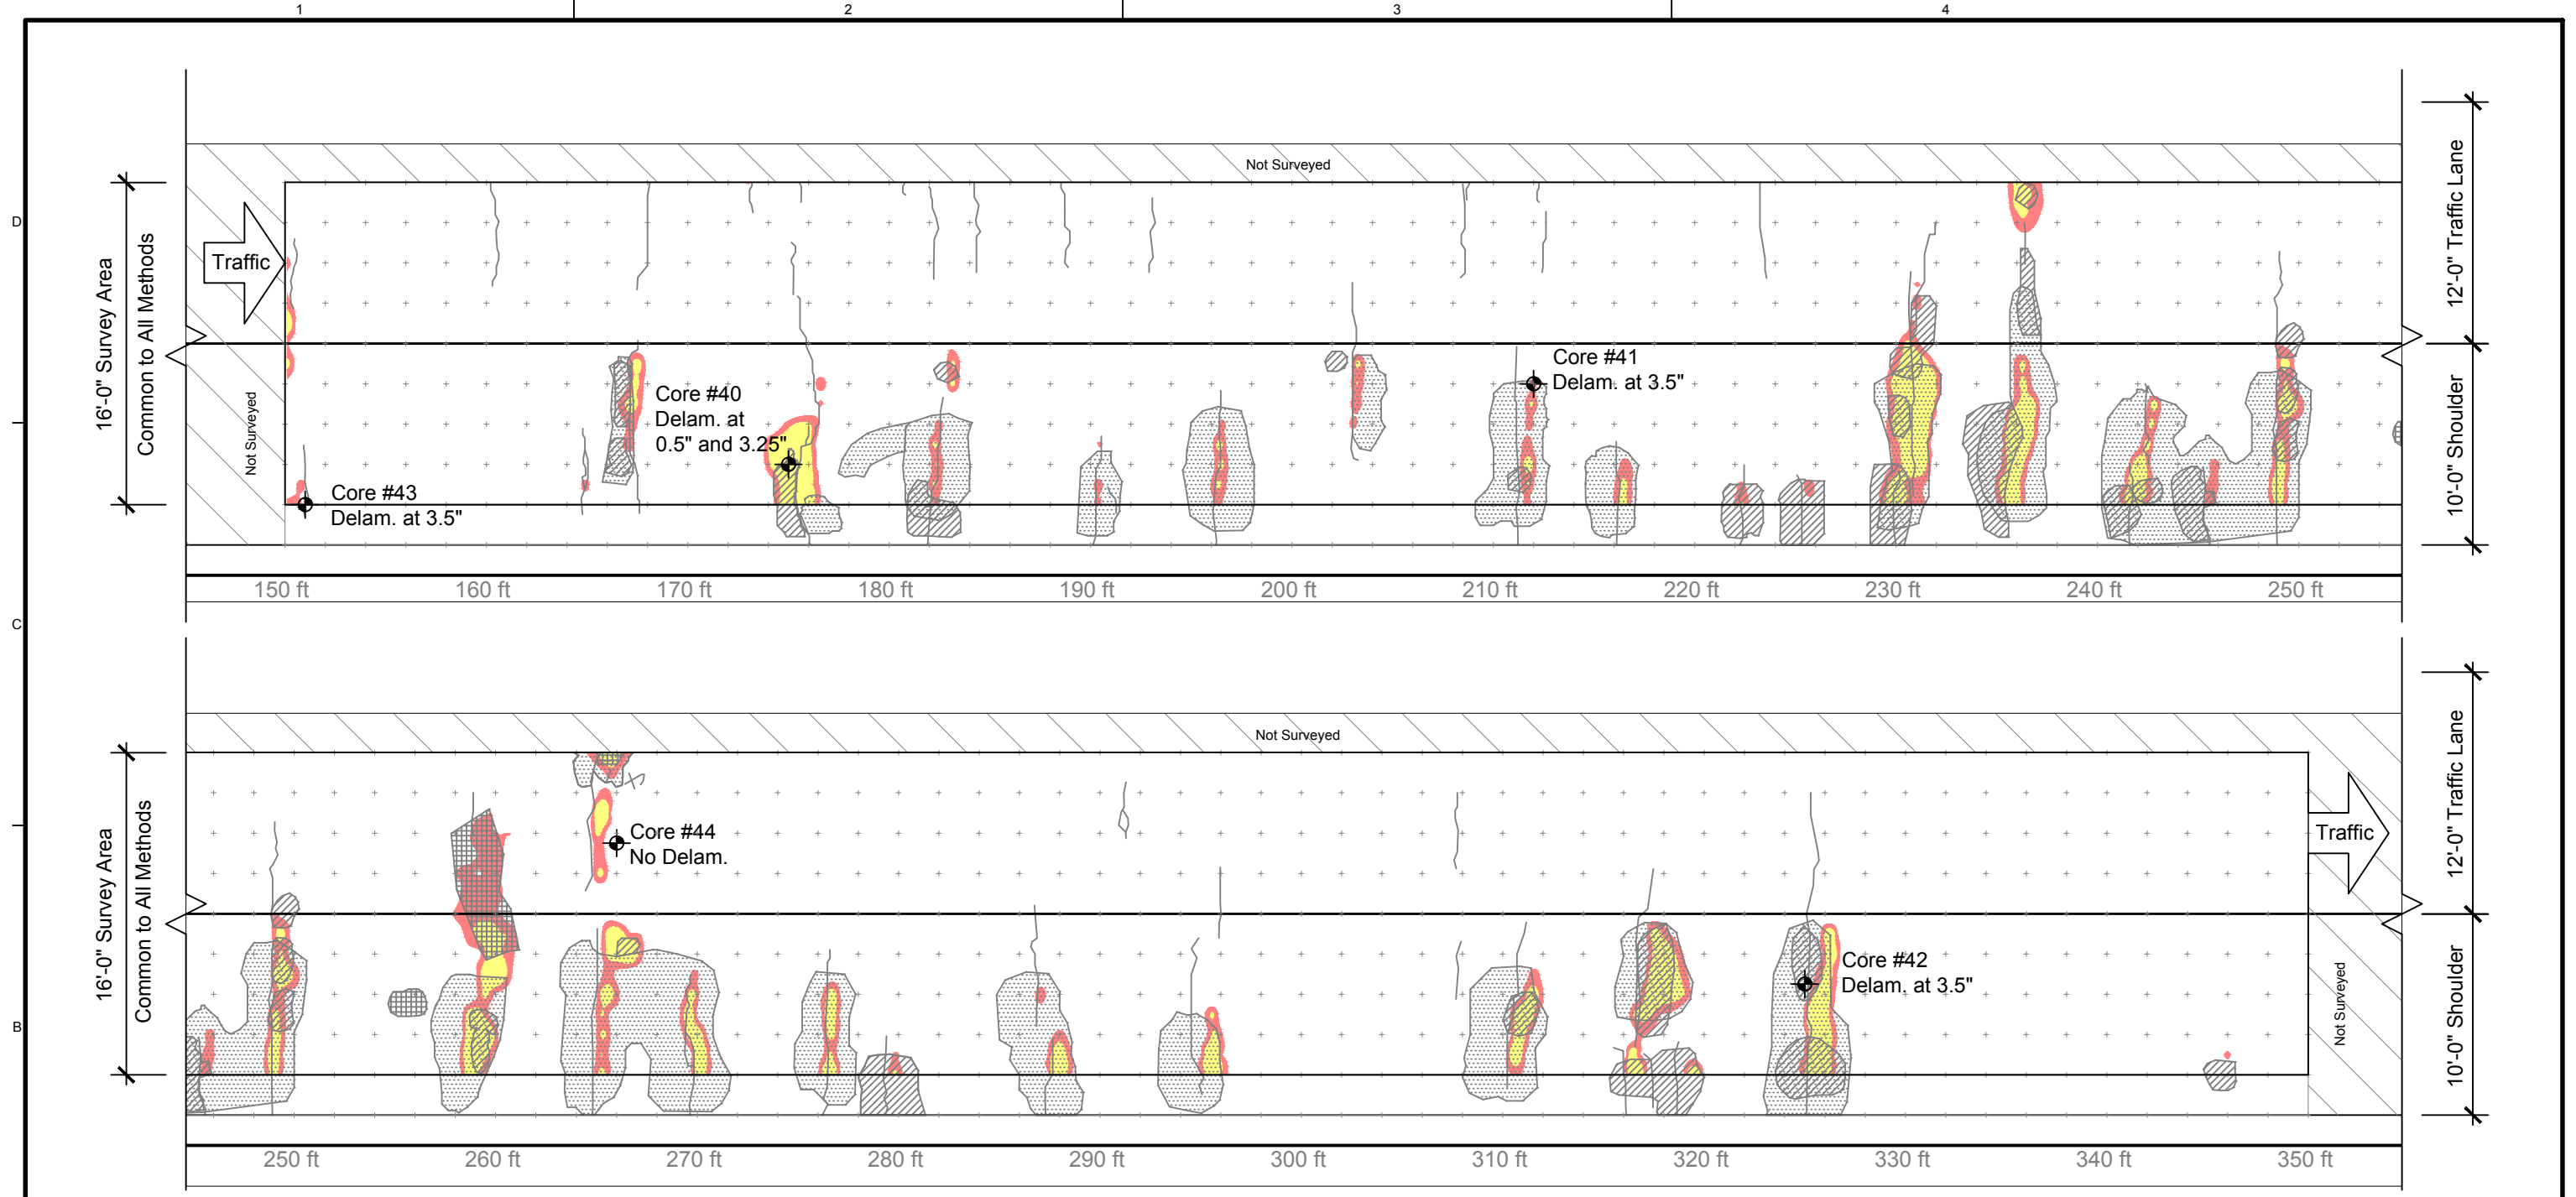 1 2 3 4
D
C
B
Not Surveyed
16'-0" Survey Area
Common to All Methods
Traffic
Not Surveyed
Core #43
Delam. at 3.5"
Core #40
Delam. at
0.5" and 3.25"
Core #41
Delam. at 3.5"
12'-0" Traffic Lane
10'-0" Shoulder
150 ft 160 ft 170 ft 180 ft 190 ft 200 ft 210 ft 220 ft 230 ft 240 ft 250 ft
Not Surveyed
16'-0" Survey Area
Common to All Methods
Core #44
No Delam.
Core #42
Delam. at 3.5"
Traffic
Not Surveyed
12'-0" Traffic Lane
10'-0" Shoulder
250 ft 260 ft 270 ft 280 ft 290 ft 300 ft 310 ft 320 ft 330 ft 340 ft 350 ft